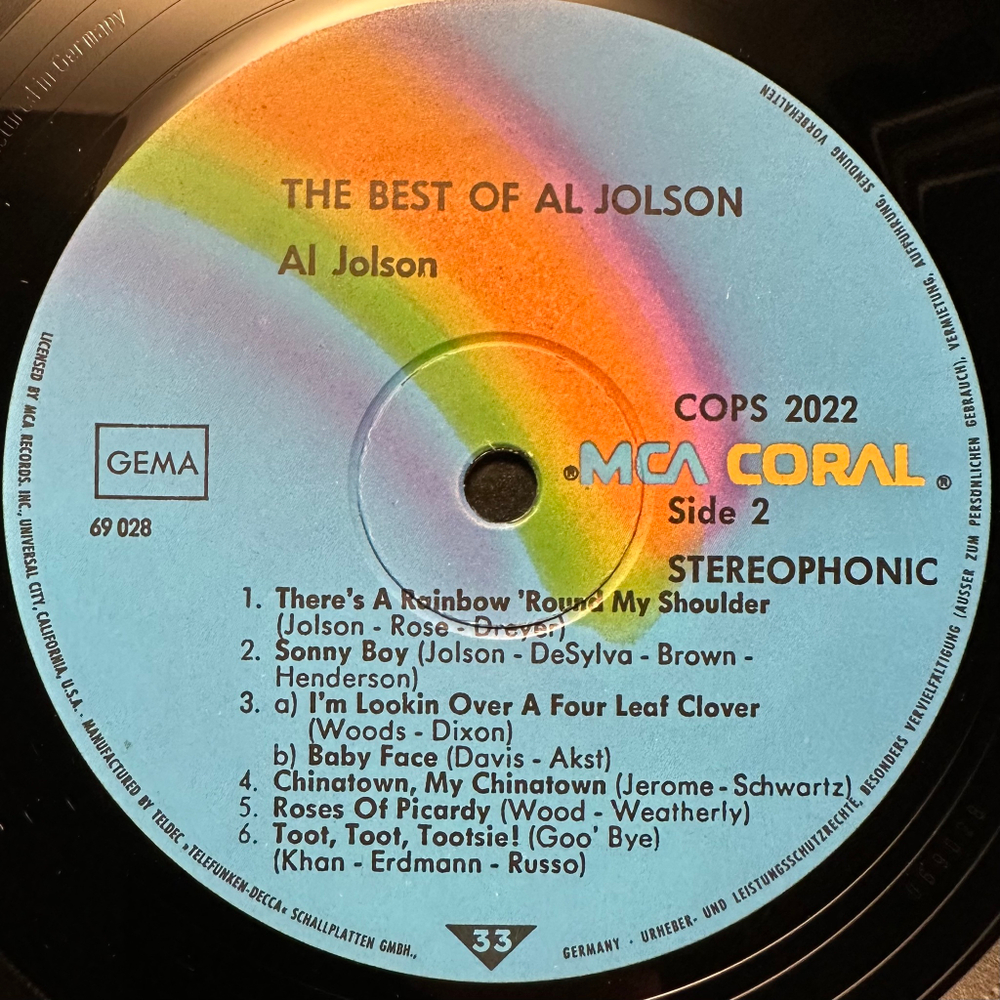 ctured in Germany
THE BEST OF AL JOLSON
Al Jolson
COPS 2022
® MCA CORAL ®
Side 2
STEREOPHONIC
GEMA
69 028
1. There's A Rainbow 'Round My Shoulder
(Jolson - Rose - Dreyer)
2. Sonny Boy (Jolson - DeSylva - Brown -
Henderson)
3. a) I'm Lookin Over A Four Leaf Clover
(Woods - Dixon)
b) Baby Face (Davis - Akst)
4. Chinatown, My Chinatown (Jerome - Schwartz)
5. Roses Of Picardy (Wood - Weatherly)
6. Toot, Toot, Tootsie! (Goo' Bye)
(Khan - Erdmann - Russo)
33
LICENSED BY MCA RECORDS. INC., UNIVERSAL CITY, CALIFORNIA, U.S.A. · MANUFACTURED BY TELDEC »TELEFUNKEN-DECCA« SCHALLPLATTEN GMBH.,
GERMANY · URHEBER- UND LEISTUNGSSCHUTZRECHTE, BESONDERS VERVIELFÄLTIGUNG (AUSSER ZUM PERSÖNLICHEN GEBRAUCH), VERMIETUNG, AUFFÜHRUNG, SENDUNG VORBEHALTEN